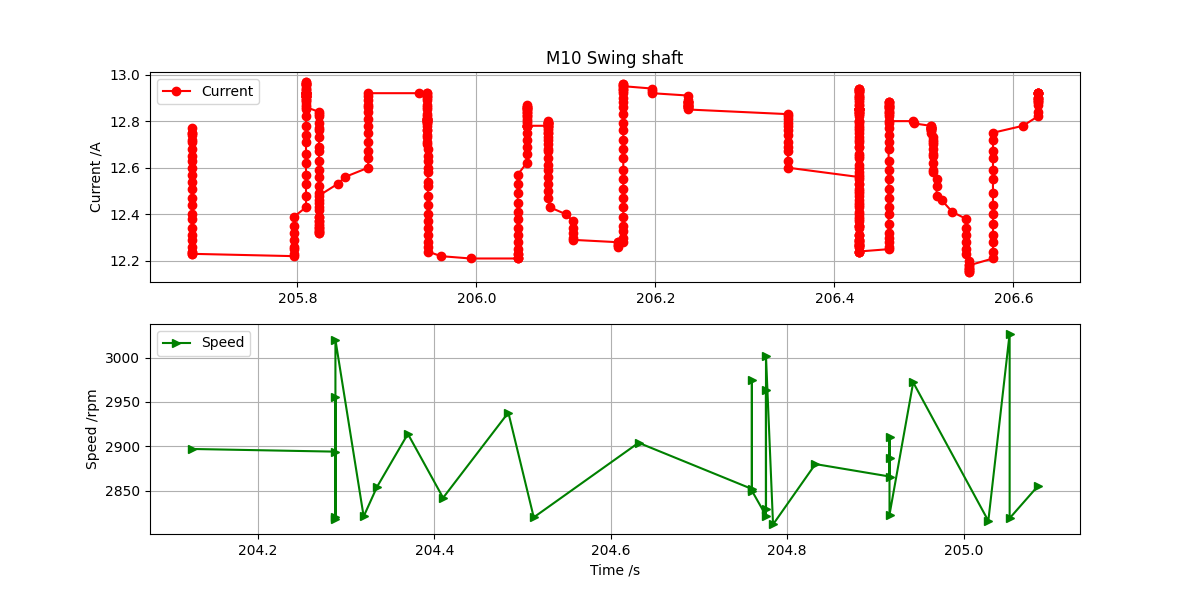 M10 Swing shaft
Current
Current /A
13.0
12.8
12.6
12.4
12.2
205.8 206.0 206.2 206.4 206.6
Speed
Speed /rpm
3000
2950
2900
2850
204.2 204.4 204.6 204.8 205.0
Time /s